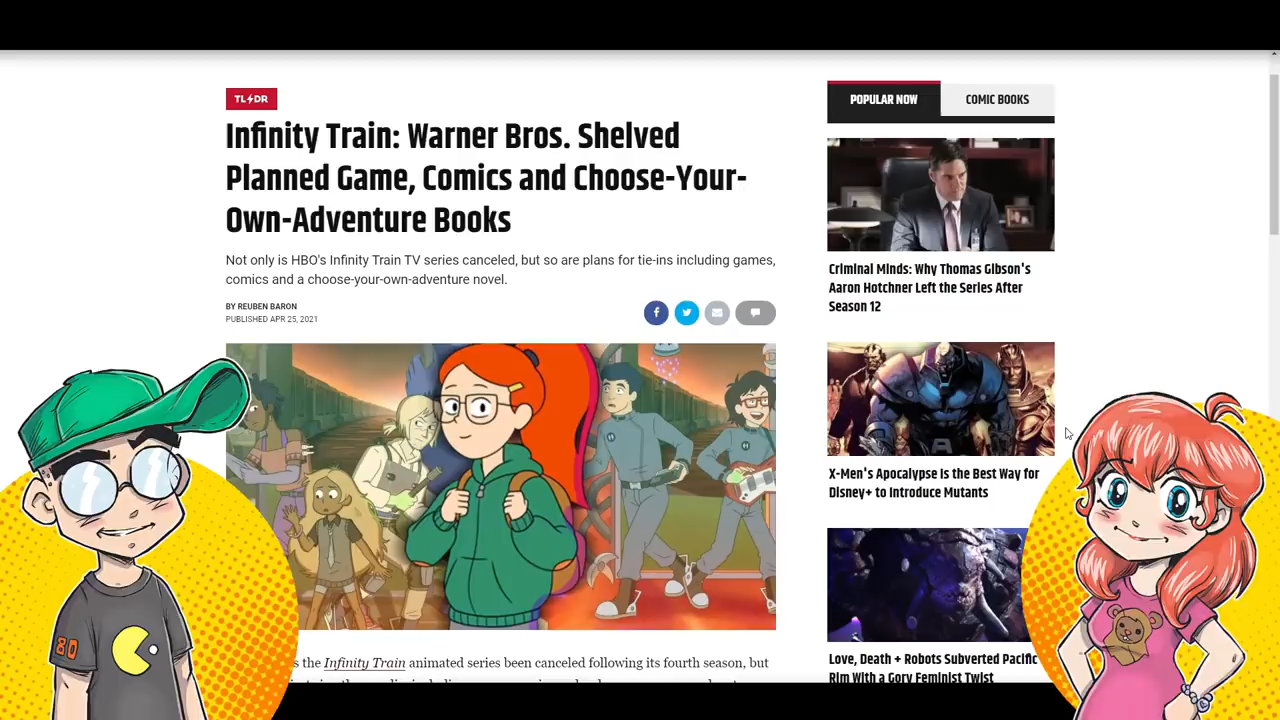 TL⚡DR
Infinity Train: Warner Bros. Shelved
Planned Game, Comics and Choose-Your-
Own-Adventure Books
Not only is HBO's Infinity Train TV series canceled, but so are plans for tie-ins including games,
comics and a choose-your-own-adventure novel.
BY REUBEN BARON
PUBLISHED APR 25, 2021
s the Infinity Train animated series been canceled following its fourth season, but
POPULAR NOW
COMIC BOOKS
Criminal Minds: Why Thomas Gibson's
Aaron Hotchner Left the Series After
Season 12
X-Men's Apocalypse Is the Best Way for
Disney+ to Introduce Mutants
Love, Death + Robots Subverted Pacific
Rim With a Gory Feminist Twist
80